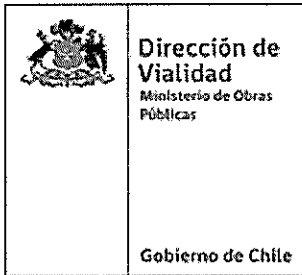 Dirección de
Vialidad
Ministerio de Obras
Públicas
Gobierno de Chile